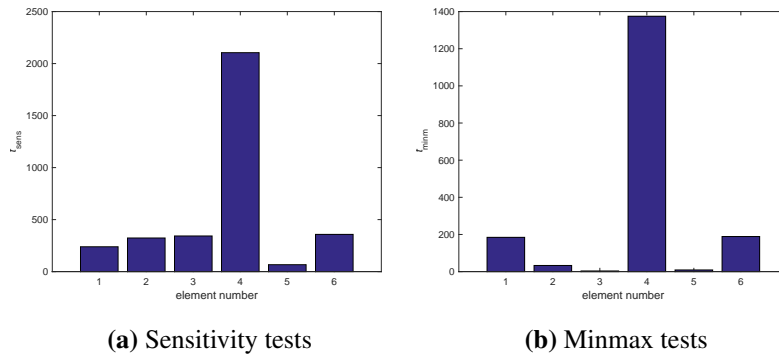 2500
2000
1500
1000
500
0
t_sens
1 2 3 4 5 6
element number
(a) Sensitivity tests
1400
1200
1000
800
600
400
200
0
t_minm
1 2 3 4 5 6
element number
(b) Minmax tests